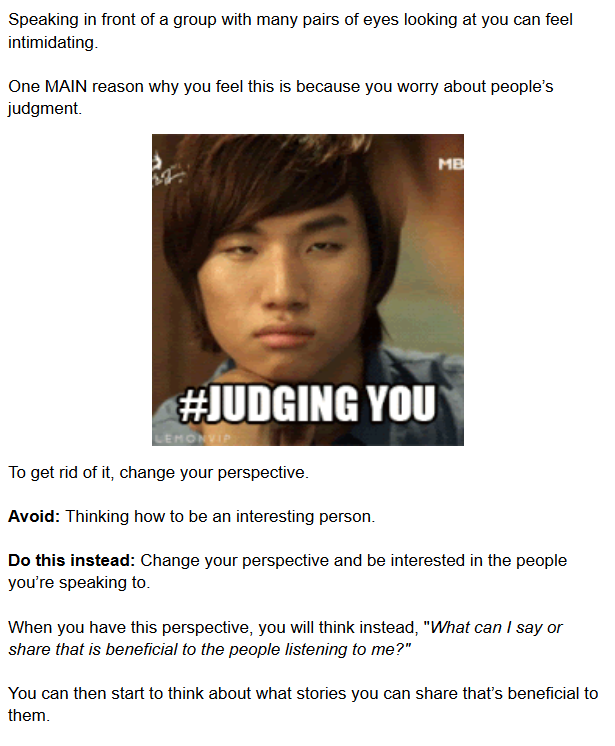 Speaking in front of a group with many pairs of eyes looking at you can feel
intimidating.
One MAIN reason why you feel this is because you worry about people’s
judgment.
MB
#JUDGING YOU
LEMONVIP
To get rid of it, change your perspective.
Avoid: Thinking how to be an interesting person.
Do this instead: Change your perspective and be interested in the people
you’re speaking to.
When you have this perspective, you will think instead, "What can I say or
share that is beneficial to the people listening to me?"
You can then start to think about what stories you can share that’s beneficial to
them.